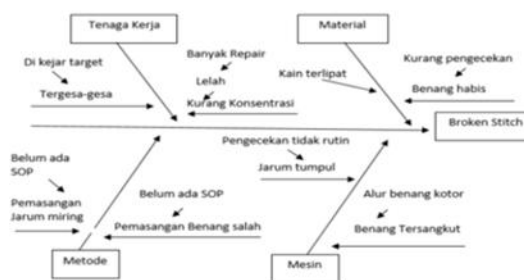 Tenaga Kerja
Material
Di kejar target
Tergesa-gesa
Banyak Repair
Lelah
Kurang Konsentrasi
Kain terlipat
Kurang pengecekan
Benang habis
Broken Stitch
Belum ada
SOP
Pemasangan
Jarum miring
Belum ada SOP
Pemasangan Benang salah
Pengecekan tidak rutin
Jarum tumpul
Alur benang kotor
Benang Tersangkut
Metode
Mesin